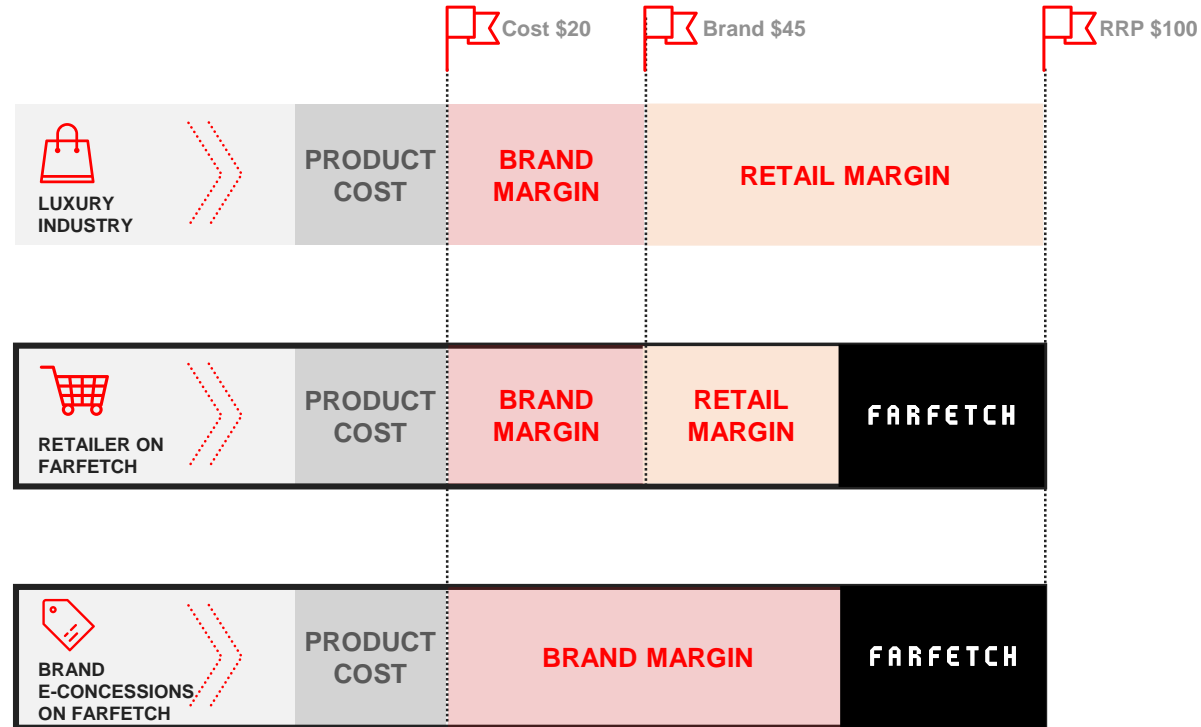 Cost $20
Brand $45
RRP $100
LUXURY
INDUSTRY
PRODUCT
COST
BRAND
MARGIN
RETAIL MARGIN
RETAILER ON
FARFETCH
PRODUCT
COST
BRAND
MARGIN
RETAIL
MARGIN
FARFETCH
BRAND
E-CONCESSIONS
ON FARFETCH
PRODUCT
COST
BRAND MARGIN
FARFETCH